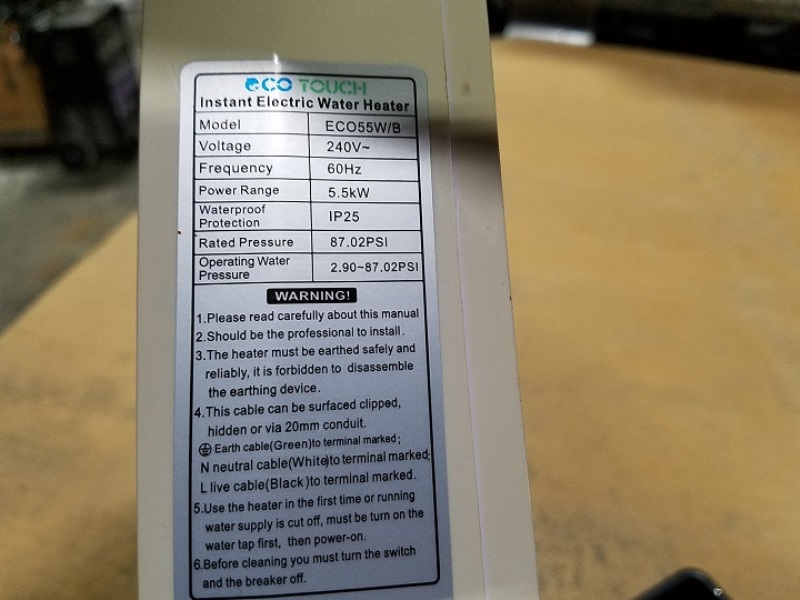 eCO TOUCH
Instant Electric Water Heater
Model ECO55W/B
Voltage 240V~
Frequency 60Hz
Power Range 5.5kW
Waterproof
Protection IP25
Rated Pressure 87.02PSI
Operating Water
Pressure 2.90~87.02PSI
WARNING!
1.Please read carefully about this manual
2.Should be the professional to install.
3.The heater must be earthed safely and
reliably, it is forbidden to disassemble
the earthing device.
4.This cable can be surfaced clipped,
hidden or via 20mm conduit.
Earth cable(Green)to terminal marked;
N neutral cable(White)to terminal marked;
L live cable(Black)to terminal marked.
5.Use the heater in the first time or running
water supply is cut off, must be turn on the
water tap first, then power-on.
6.Before cleaning you must turn the switch
and the breaker off.